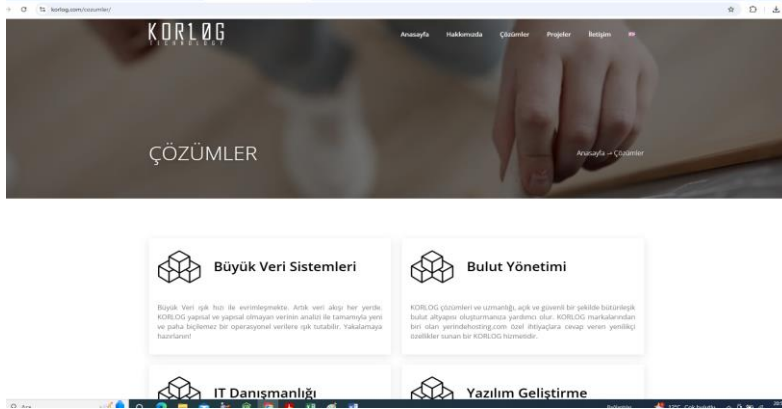 korlog.com/cozumler/
KORLØG
TECHNOLOGY
Anasayfa Hakkımızda Çözümler Projeler İletişim
ÇÖZÜMLER
Anasayfa → Çözümler
Büyük Veri Sistemleri
Büyük Veri ışık hızı ile evrimleşmekte. Artık veri akışı her yerde.
KORLOG yapısal ve yapısal olmayan verinin analizi ile tamamıyla yeni
ve paha biçilemez bir operasyonel verilere ışık tutabilir. Yakalamaya
hazırlanın!
Bulut Yönetimi
KORLOG çözümleri ve uzmanlığı, açık ve güvenli bir şekilde bütünleşik
bulut altyapısı oluşturmanıza yardımcı olur. KORLOG markalarından
biri olan yerindehosting.com özel ihtiyaçlara cevap veren yenilikçi
özellikler sunan bir KORLOG hizmetidir.
IT Danışmanlığı
Yazılım Geliştirme
Ara
12°C Çok bulutlu